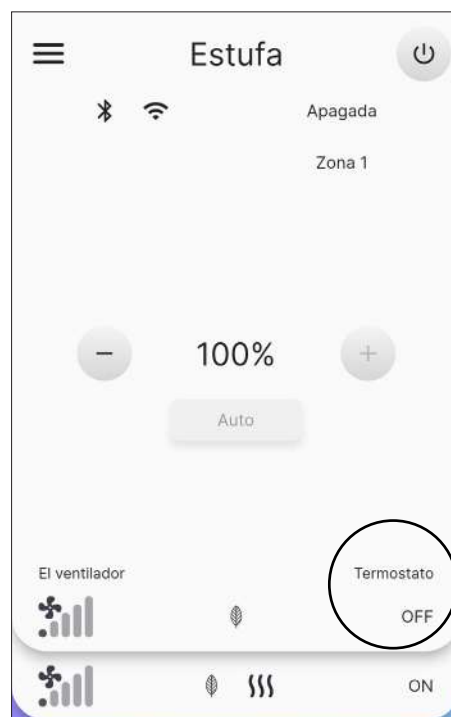 Estufa
Apagada
Zona 1
− 100% +
Auto
El ventilador Termostato
OFF
ON